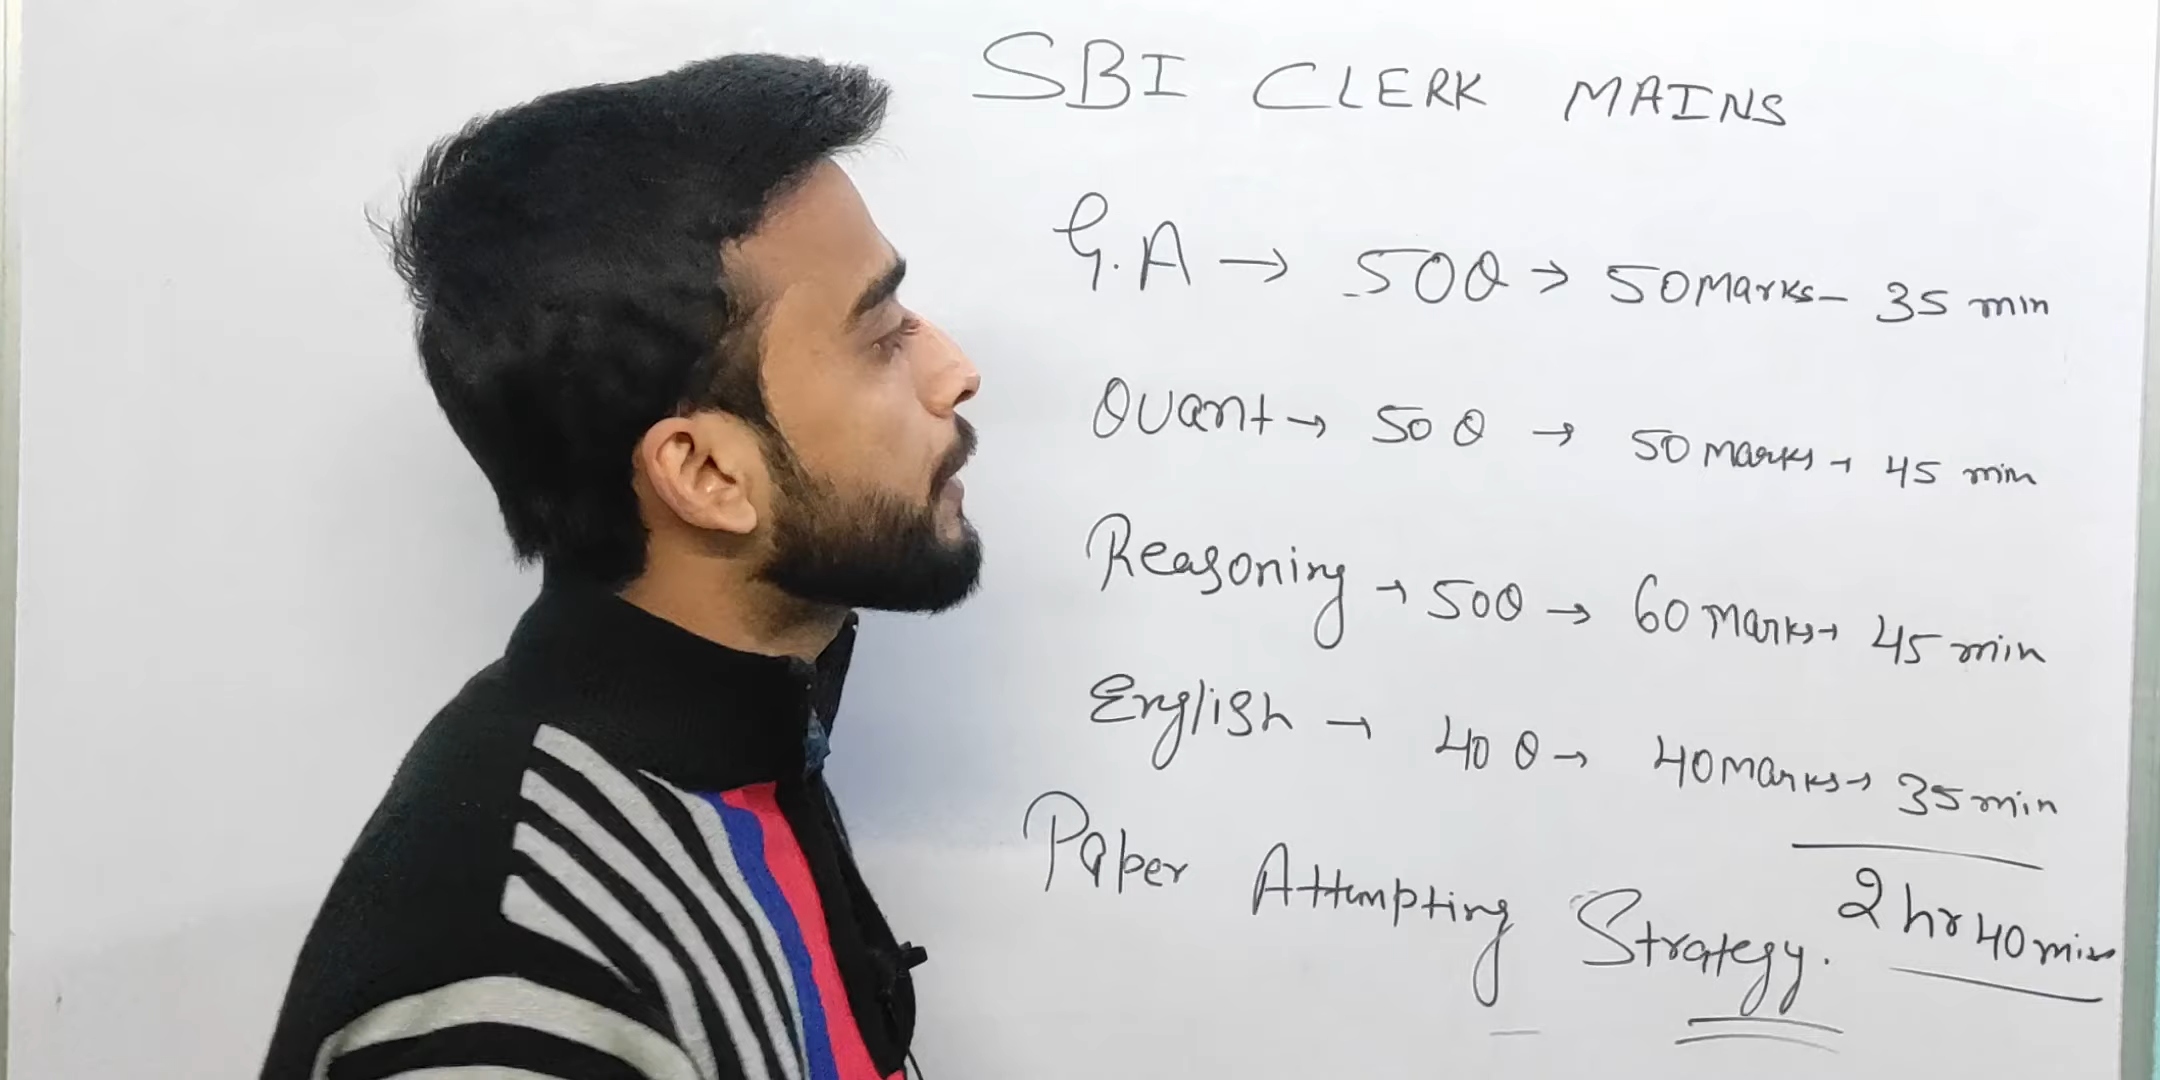 SBI CLERK MAINS
G.A → 50Q → 50 Marks - 35 min
Quant → 50 Q → 50 marks → 45 min
Reasoning → 50Q → 60 marks → 45 min
English → 40 Q → 40 marks → 35 min
2 hr 40 min
Paper Attempting Strategy.